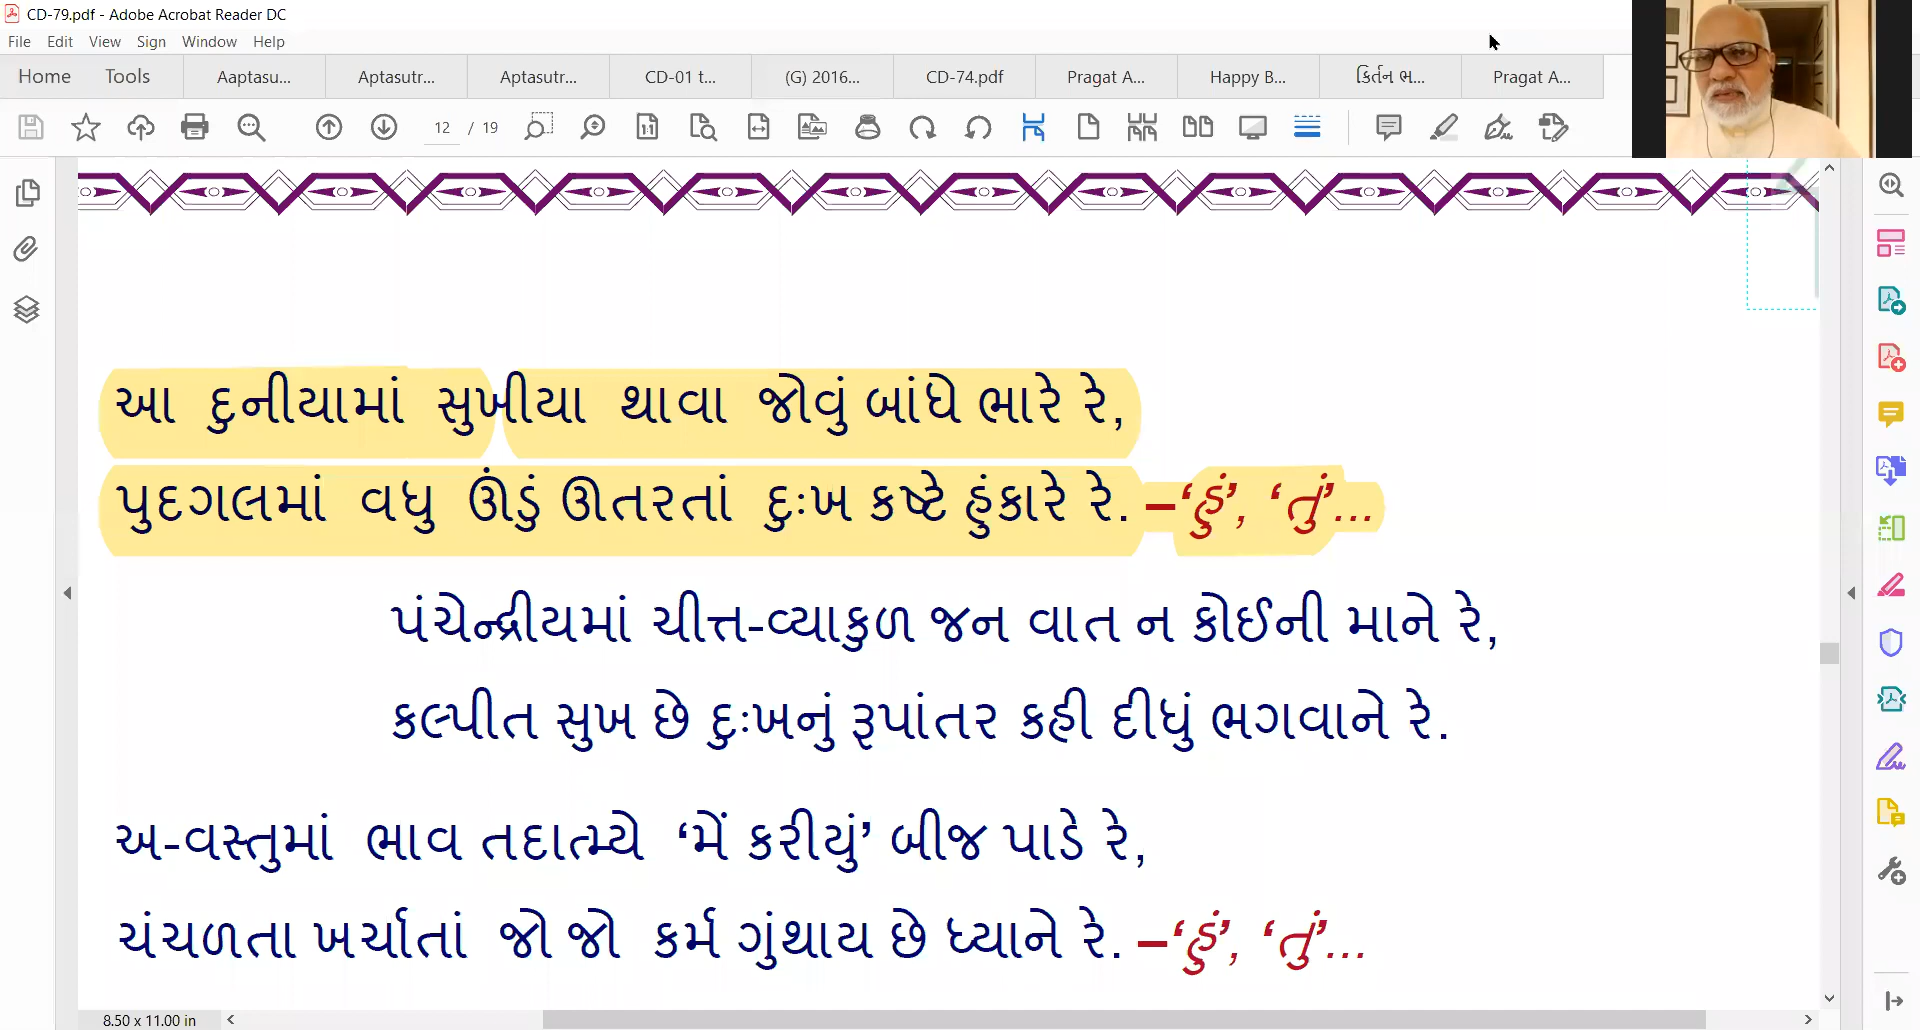 CD-79.pdf - Adobe Acrobat Reader DC
File Edit View Sign Window Help
Home Tools Aaptasu... Aptasutr... Aptasutr... CD-01 t... (G) 2016... CD-74.pdf Pragat A... Happy B... કિર્તન ભ... Pragat A...
12 / 19
આ દુનીયામાં સુખીયા થાવા જોવું બાંધે ભારે રે,
પુદગલમાં વધુ ઊંડું ઊતરતાં દુઃખ કષ્ટે હુંકારે રે. –‘હું’, ‘તું’...
પંચેન્દ્રીયમાં ચીત્ત-વ્યાકુળ જન વાત ન કોઈની માને રે,
કલ્પીત સુખ છે દુઃખનું રૂપાંતર કહી દીધું ભગવાને રે.
અ-વસ્તુમાં ભાવ તદાત્મ્યે ‘મેં કરીયું’ બીજ પાડે રે,
ચંચળતા ખર્ચાતાં જો જો કર્મ ગુંથાય છે ધ્યાને રે. –‘હું’, ‘તું’...
8.50 x 11.00 in